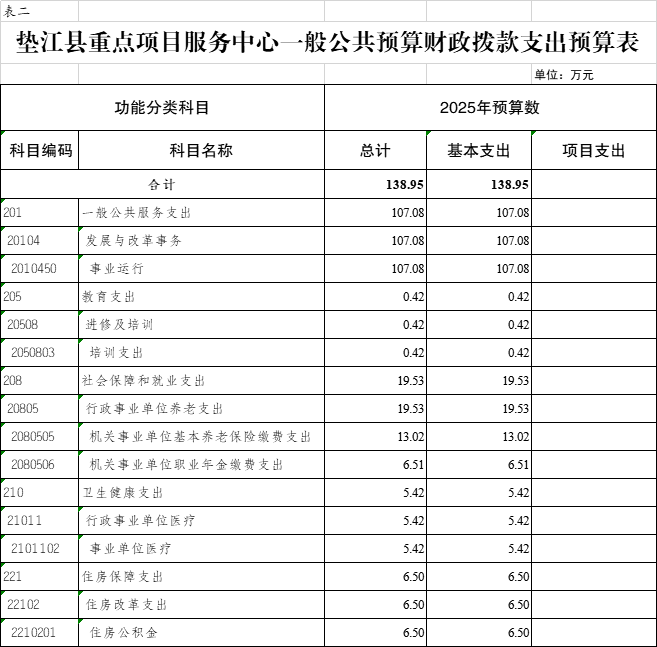 表二
垫江县重点项目服务中心一般公共预算财政拨款支出预算表
单位：万元
功能分类科目 2025年预算数
科目编码 科目名称 总计 基本支出 项目支出
合计 138.95 138.95
201 一般公共服务支出 107.08 107.08
20104 发展与改革事务 107.08 107.08
2010450 事业运行 107.08 107.08
205 教育支出 0.42 0.42
20508 进修及培训 0.42 0.42
2050803 培训支出 0.42 0.42
208 社会保障和就业支出 19.53 19.53
20805 行政事业单位养老支出 19.53 19.53
2080505 机关事业单位基本养老保险缴费支出 13.02 13.02
2080506 机关事业单位职业年金缴费支出 6.51 6.51
210 卫生健康支出 5.42 5.42
21011 行政事业单位医疗 5.42 5.42
2101102 事业单位医疗 5.42 5.42
221 住房保障支出 6.50 6.50
22102 住房改革支出 6.50 6.50
2210201 住房公积金 6.50 6.50